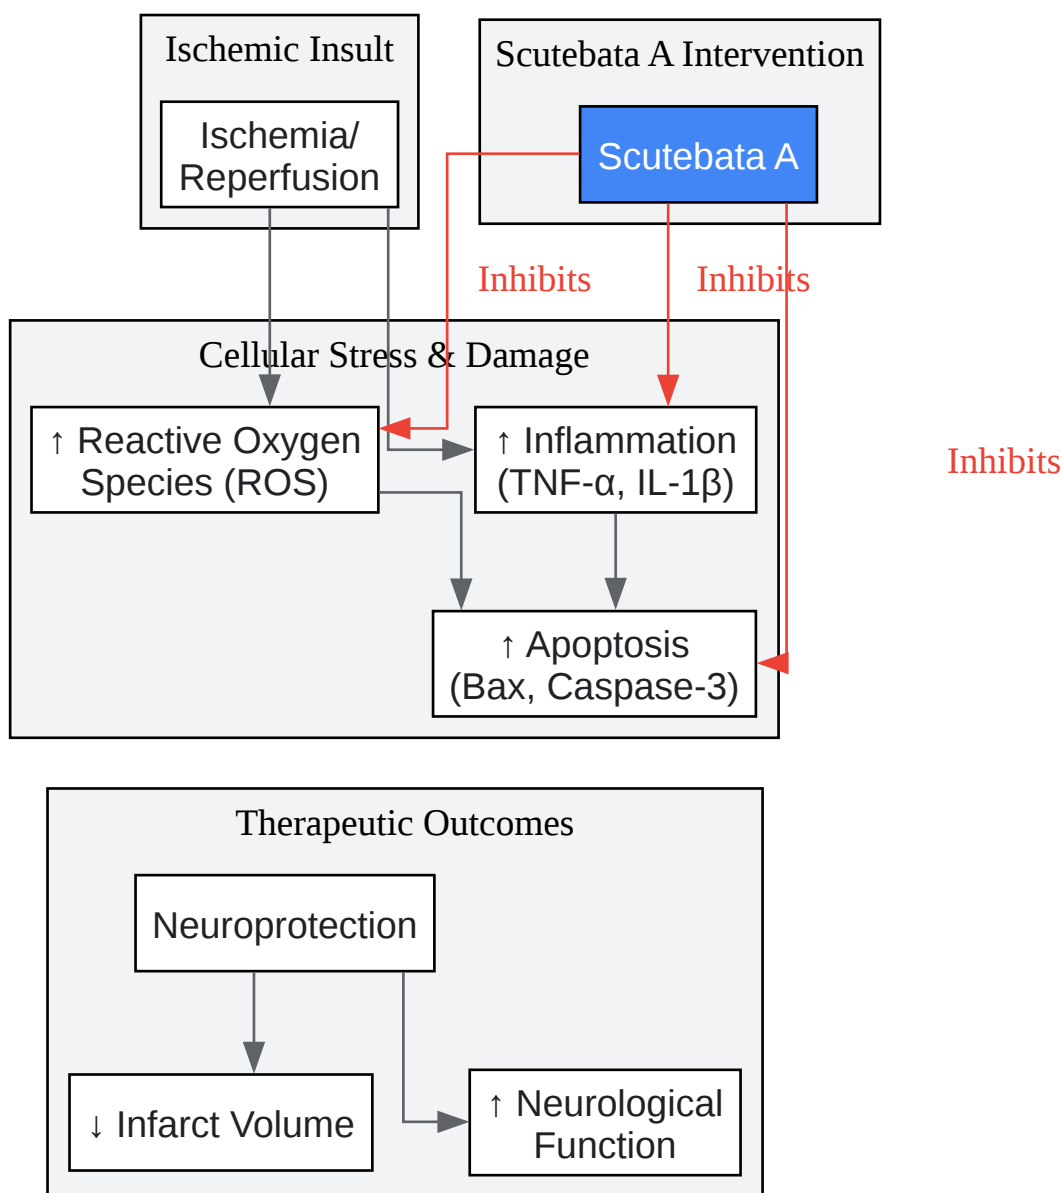 Ischemic Insult
Scutebata A Intervention
Ischemia/
Reperfusion
Scutebata A
Inhibits
Inhibits
Cellular Stress & Damage
↑ Reactive Oxygen
Species (ROS)
↑ Inflammation
(TNF-α, IL-1β)
Inhibits
↑ Apoptosis
(Bax, Caspase-3)
Therapeutic Outcomes
Neuroprotection
↓ Infarct Volume
↑ Neurological
Function